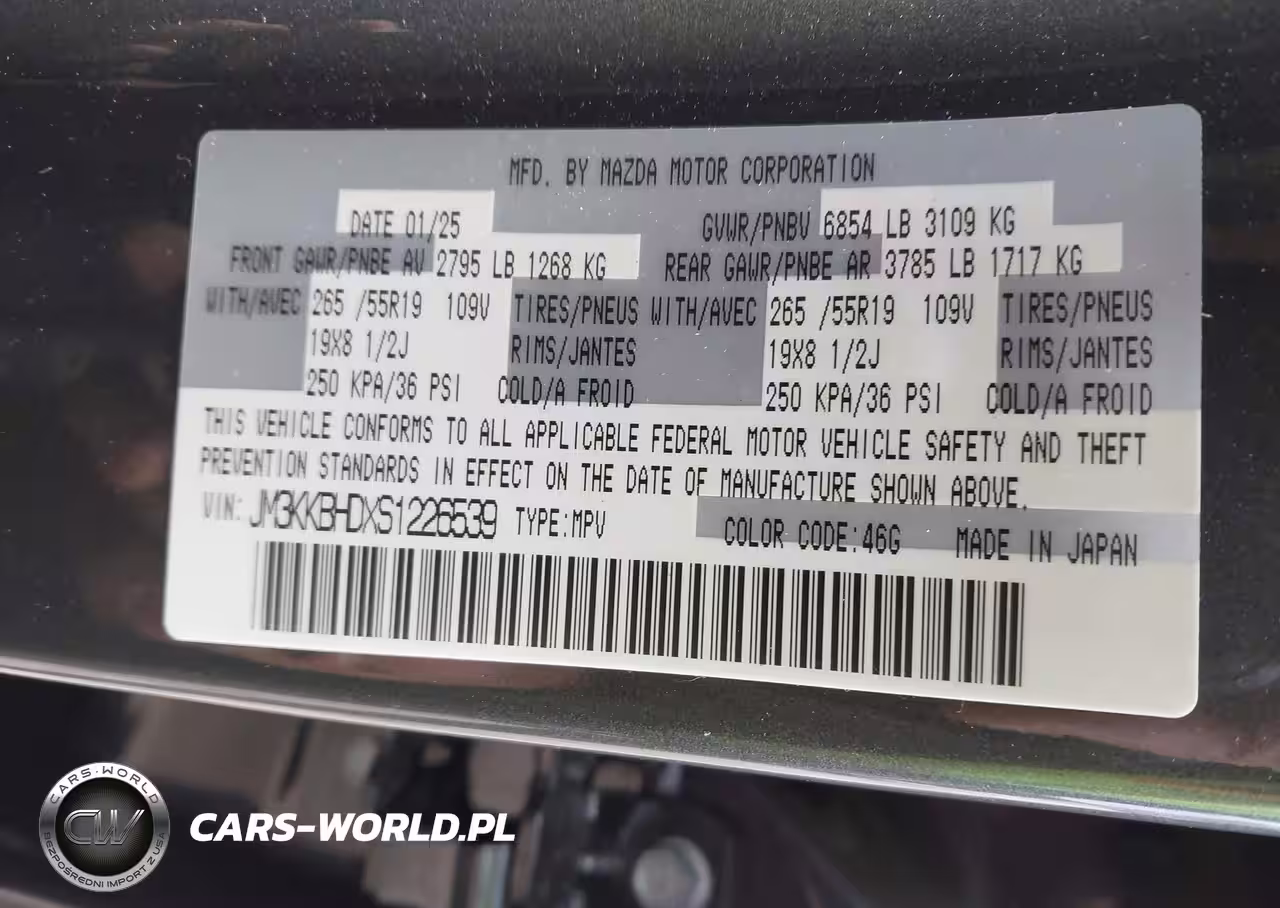 MFD. BY MAZDA MOTOR CORPORATION
DATE 01/25 GVWR/PNBV 6854 LB 3109 KG
FRONT GAWR/PNBE AV 2795 LB 1268 KG REAR GAWR/PNBE AR 3785 LB 1717 KG
WITH/AVEC 265 /55R19 109V TIRES/PNEUS WITH/AVEC 265 /55R19 109V TIRES/PNEUS
19X8 1/2J RIMS/JANTES 19X8 1/2J RIMS/JANTES
250 KPA/36 PSI COLD/A FROID 250 KPA/36 PSI COLD/A FROID
THIS VEHICLE CONFORMS TO ALL APPLICABLE FEDERAL MOTOR VEHICLE SAFETY AND THEFT
PREVENTION STANDARDS IN EFFECT ON THE DATE OF MANUFACTURE SHOWN ABOVE.
VIN: JM3KKBHDXS1226539 TYPE:MPV COLOR CODE:46G MADE IN JAPAN
CARS-WORLD
CW
BEZPOŚREDNI IMPORT Z USA
CARS-WORLD.PL